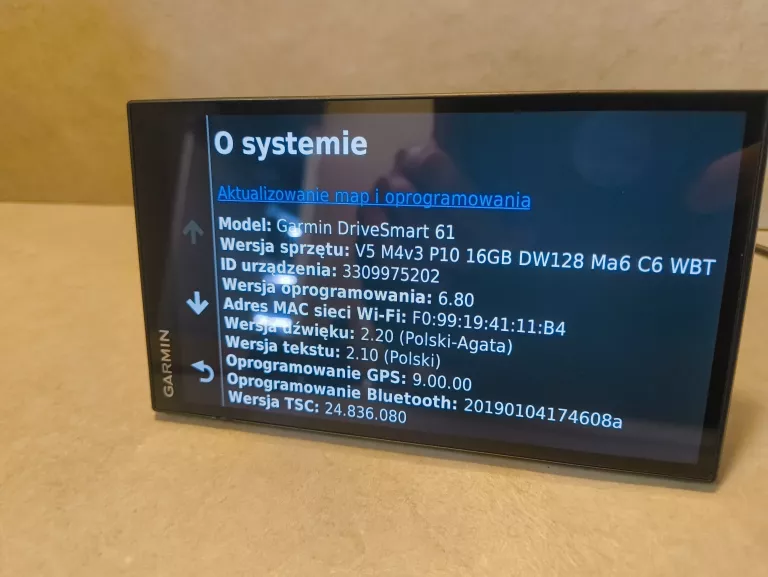 O systemie
Aktualizowanie map i oprogramowania
Model: Garmin DriveSmart 61
Wersja sprzętu: V5 M4v3 P10 16GB DW128 Ma6 C6 WBT
ID urządzenia: 3309975202
Wersja oprogramowania: 6.80
Adres MAC sieci Wi-Fi: F0:99:19:41:11:B4
Wersja dźwięku: 2.20 (Polski-Agata)
Wersja tekstu: 2.10 (Polski)
Oprogramowanie GPS: 9.00.00
Oprogramowanie Bluetooth: 20190104174608a
Wersja TSC: 24.836.080
GARMIN